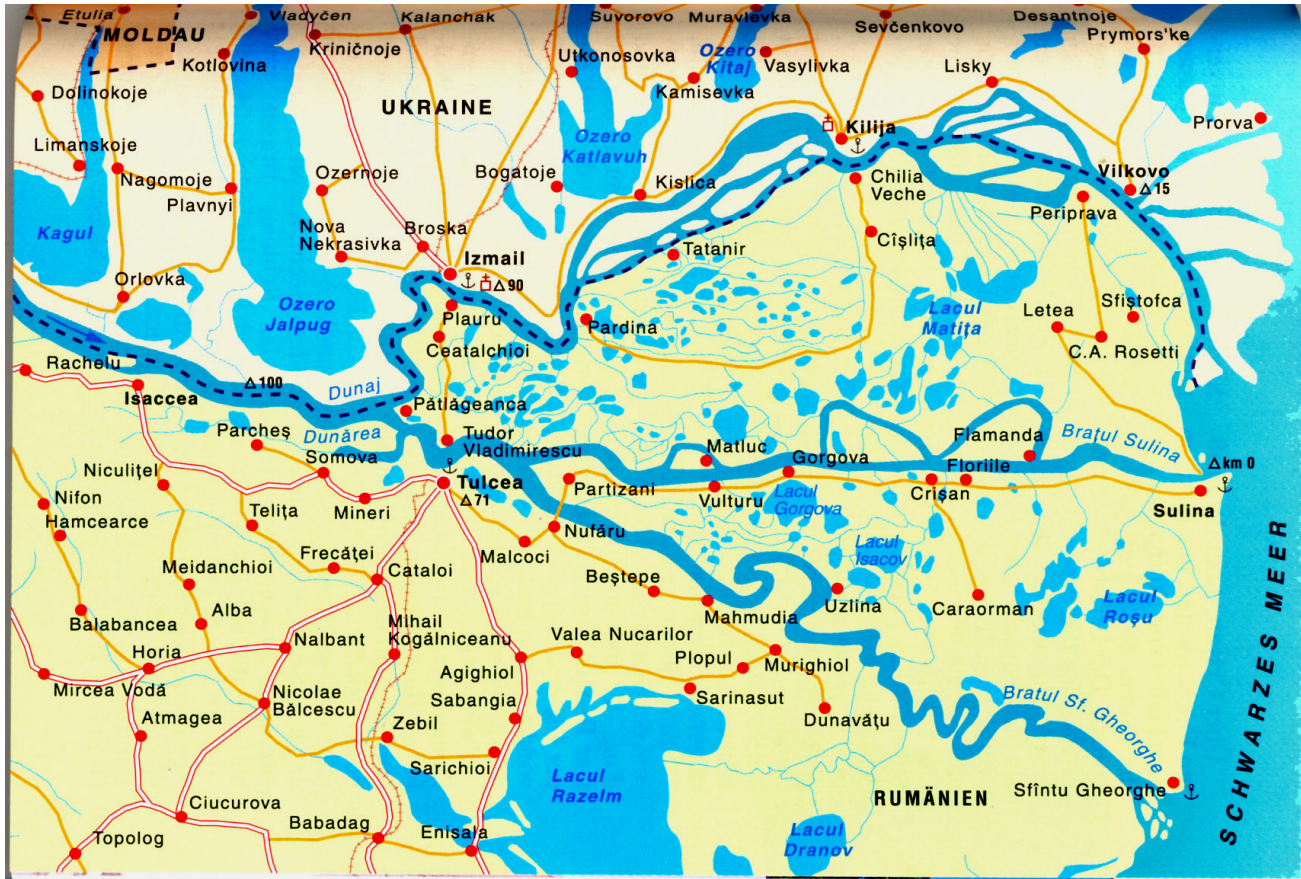 Etulia
Vladyčen
Kalanchak
Suvorovo
Muravlevka
Desantnoje
MOLDAU
Kriničnoje
Sevčenkovo
Prymors'ke
Kotlovina
Utkonosovka
Ozero
Kitaj
Vasylivka
Lisky
Dolinokoje
UKRAINE
Kamisevka
Prorva
Limanskoje
Ozero
Katlavuh
Kilija
Nagomoje
Plavnyi
Ozernoje
Bogatoje
Kislica
Chilia
Veche
Vilkovo
△ 15
Periprava
Kagul
Nova
Nekrasivka
Broska
Tatanir
Cîşliţa
Izmail
△ 90
Orlovka
Ozero
Jalpug
Plauru
Pardina
Lacul
Matiţa
Letea
Sfiştofca
Ceatalchioi
C.A. Rosetti
Rachelu
△ 100
Dunaj
Isaccea
Pătlăgeanca
Parcheş
Dunărea
Tudor
Vladimirescu
Matluc
Gorgova
Flamanda
Braţul Sulina
Niculiţel
Somova
Floriile
△ km 0
Nifon
Tulcea
△ 71
Partizani
Vulturu
Lacul
Gorgova
Crişan
Sulina
Hamcearce
Teliţa
Mineri
Nufăru
Malcoci
Frecăţei
Lacul
Isacov
Meidanchioi
Cataloi
Beştepe
Uzlina
Caraorman
Lacul
Roşu
Alba
Balabancea
Mahmudia
Mihail
Kogălniceanu
Valea Nucarilor
Nalbant
Horia
Agighiol
Plopul
Murighiol
Mircea Vodă
Nicolae
Bălcescu
Sabangia
Sarinasut
Dunavăţu
Bratul Sf. Gheorghe
Atmagea
Zebil
Sarichioi
Lacul
Razelm
RUMÄNIEN
Sfîntu Gheorghe
SCHWARZES MEER
Ciucurova
Babadag
Enisala
Topolog
Lacul
Dranov